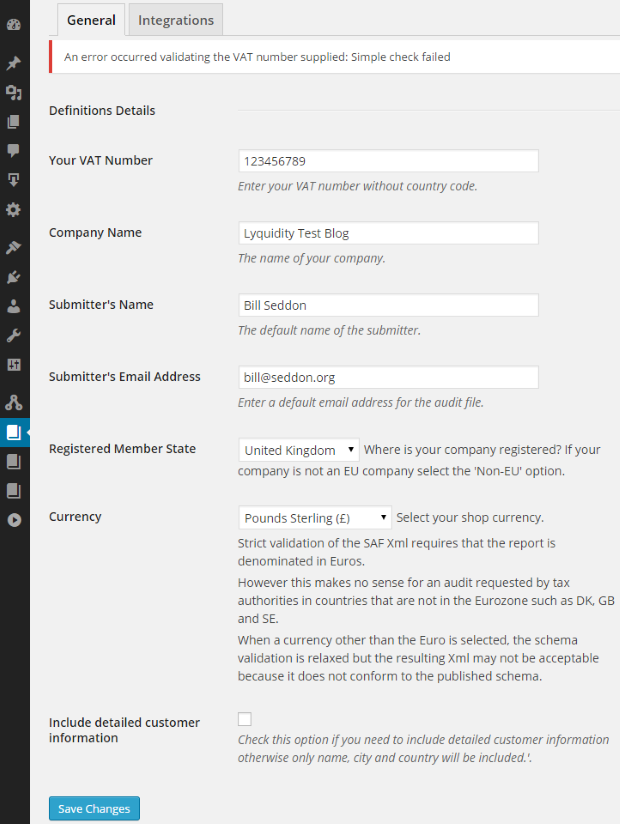 General Integrations
An error occurred validating the VAT number supplied: Simple check failed
Definitions Details
Your VAT Number 123456789
Enter your VAT number without country code.
Company Name Lyquidity Test Blog
The name of your company.
Submitter's Name Bill Seddon
The default name of the submitter.
Submitter's Email Address bill@seddon.org
Enter a default email address for the audit file.
Registered Member State United Kingdom Where is your company registered? If your
company is not an EU company select the 'Non-EU' option.
Currency Pounds Sterling (£) Select your shop currency.
Strict validation of the SAF Xml requires that the report is
denominated in Euros.
However this makes no sense for an audit requested by tax
authorities in countries that are not in the Eurozone such as DK, GB
and SE.
When a currency other than the Euro is selected, the schema
validation is relaxed but the resulting Xml may not be acceptable
because it does not conform to the published schema.
Include detailed customer
information
Check this option if you need to include detailed customer information
otherwise only name, city and country will be included.'.
Save Changes